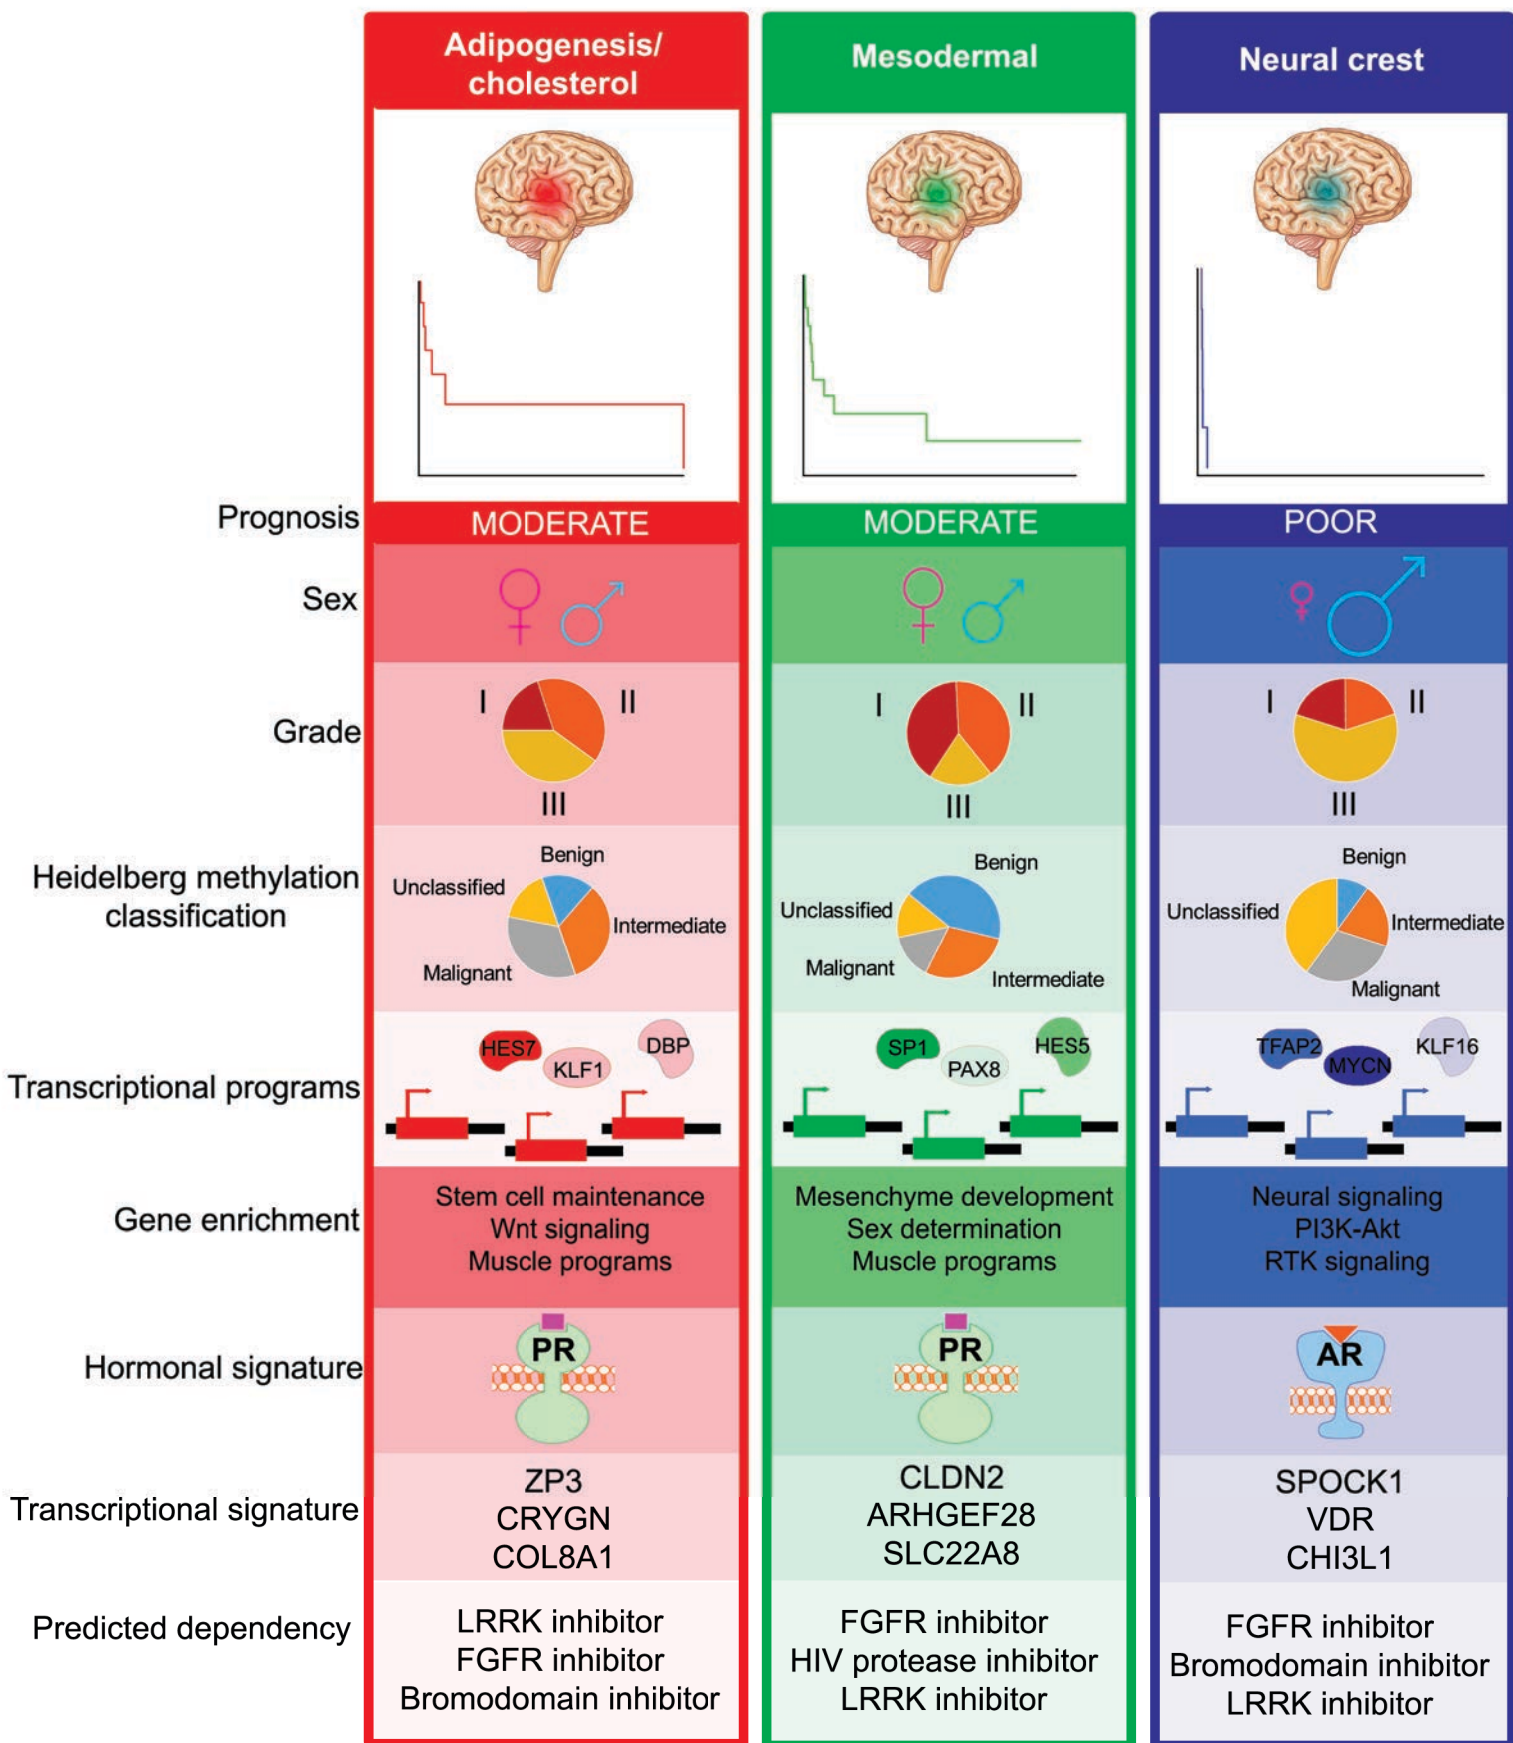 Adipogenesis/
cholesterol
Mesodermal
Neural crest
Prognosis
MODERATE
MODERATE
POOR
Sex
Grade
I
II
III
I
II
III
I
II
III
Heidelberg methylation
classification
Benign
Unclassified
Intermediate
Malignant
Benign
Unclassified
Malignant
Intermediate
Benign
Unclassified
Intermediate
Malignant
Transcriptional programs
HES7
KLF1
DBP
SP1
PAX8
HES5
TFAP2
MYCN
KLF16
Gene enrichment
Stem cell maintenance
Wnt signaling
Muscle programs
Mesenchyme development
Sex determination
Muscle programs
Neural signaling
PI3K-Akt
RTK signaling
Hormonal signature
PR
PR
AR
Transcriptional signature
ZP3
CRYGN
COL8A1
CLDN2
ARHGEF28
SLC22A8
SPOCK1
VDR
CHI3L1
Predicted dependency
LRRK inhibitor
FGFR inhibitor
Bromodomain inhibitor
FGFR inhibitor
HIV protease inhibitor
LRRK inhibitor
FGFR inhibitor
Bromodomain inhibitor
LRRK inhibitor